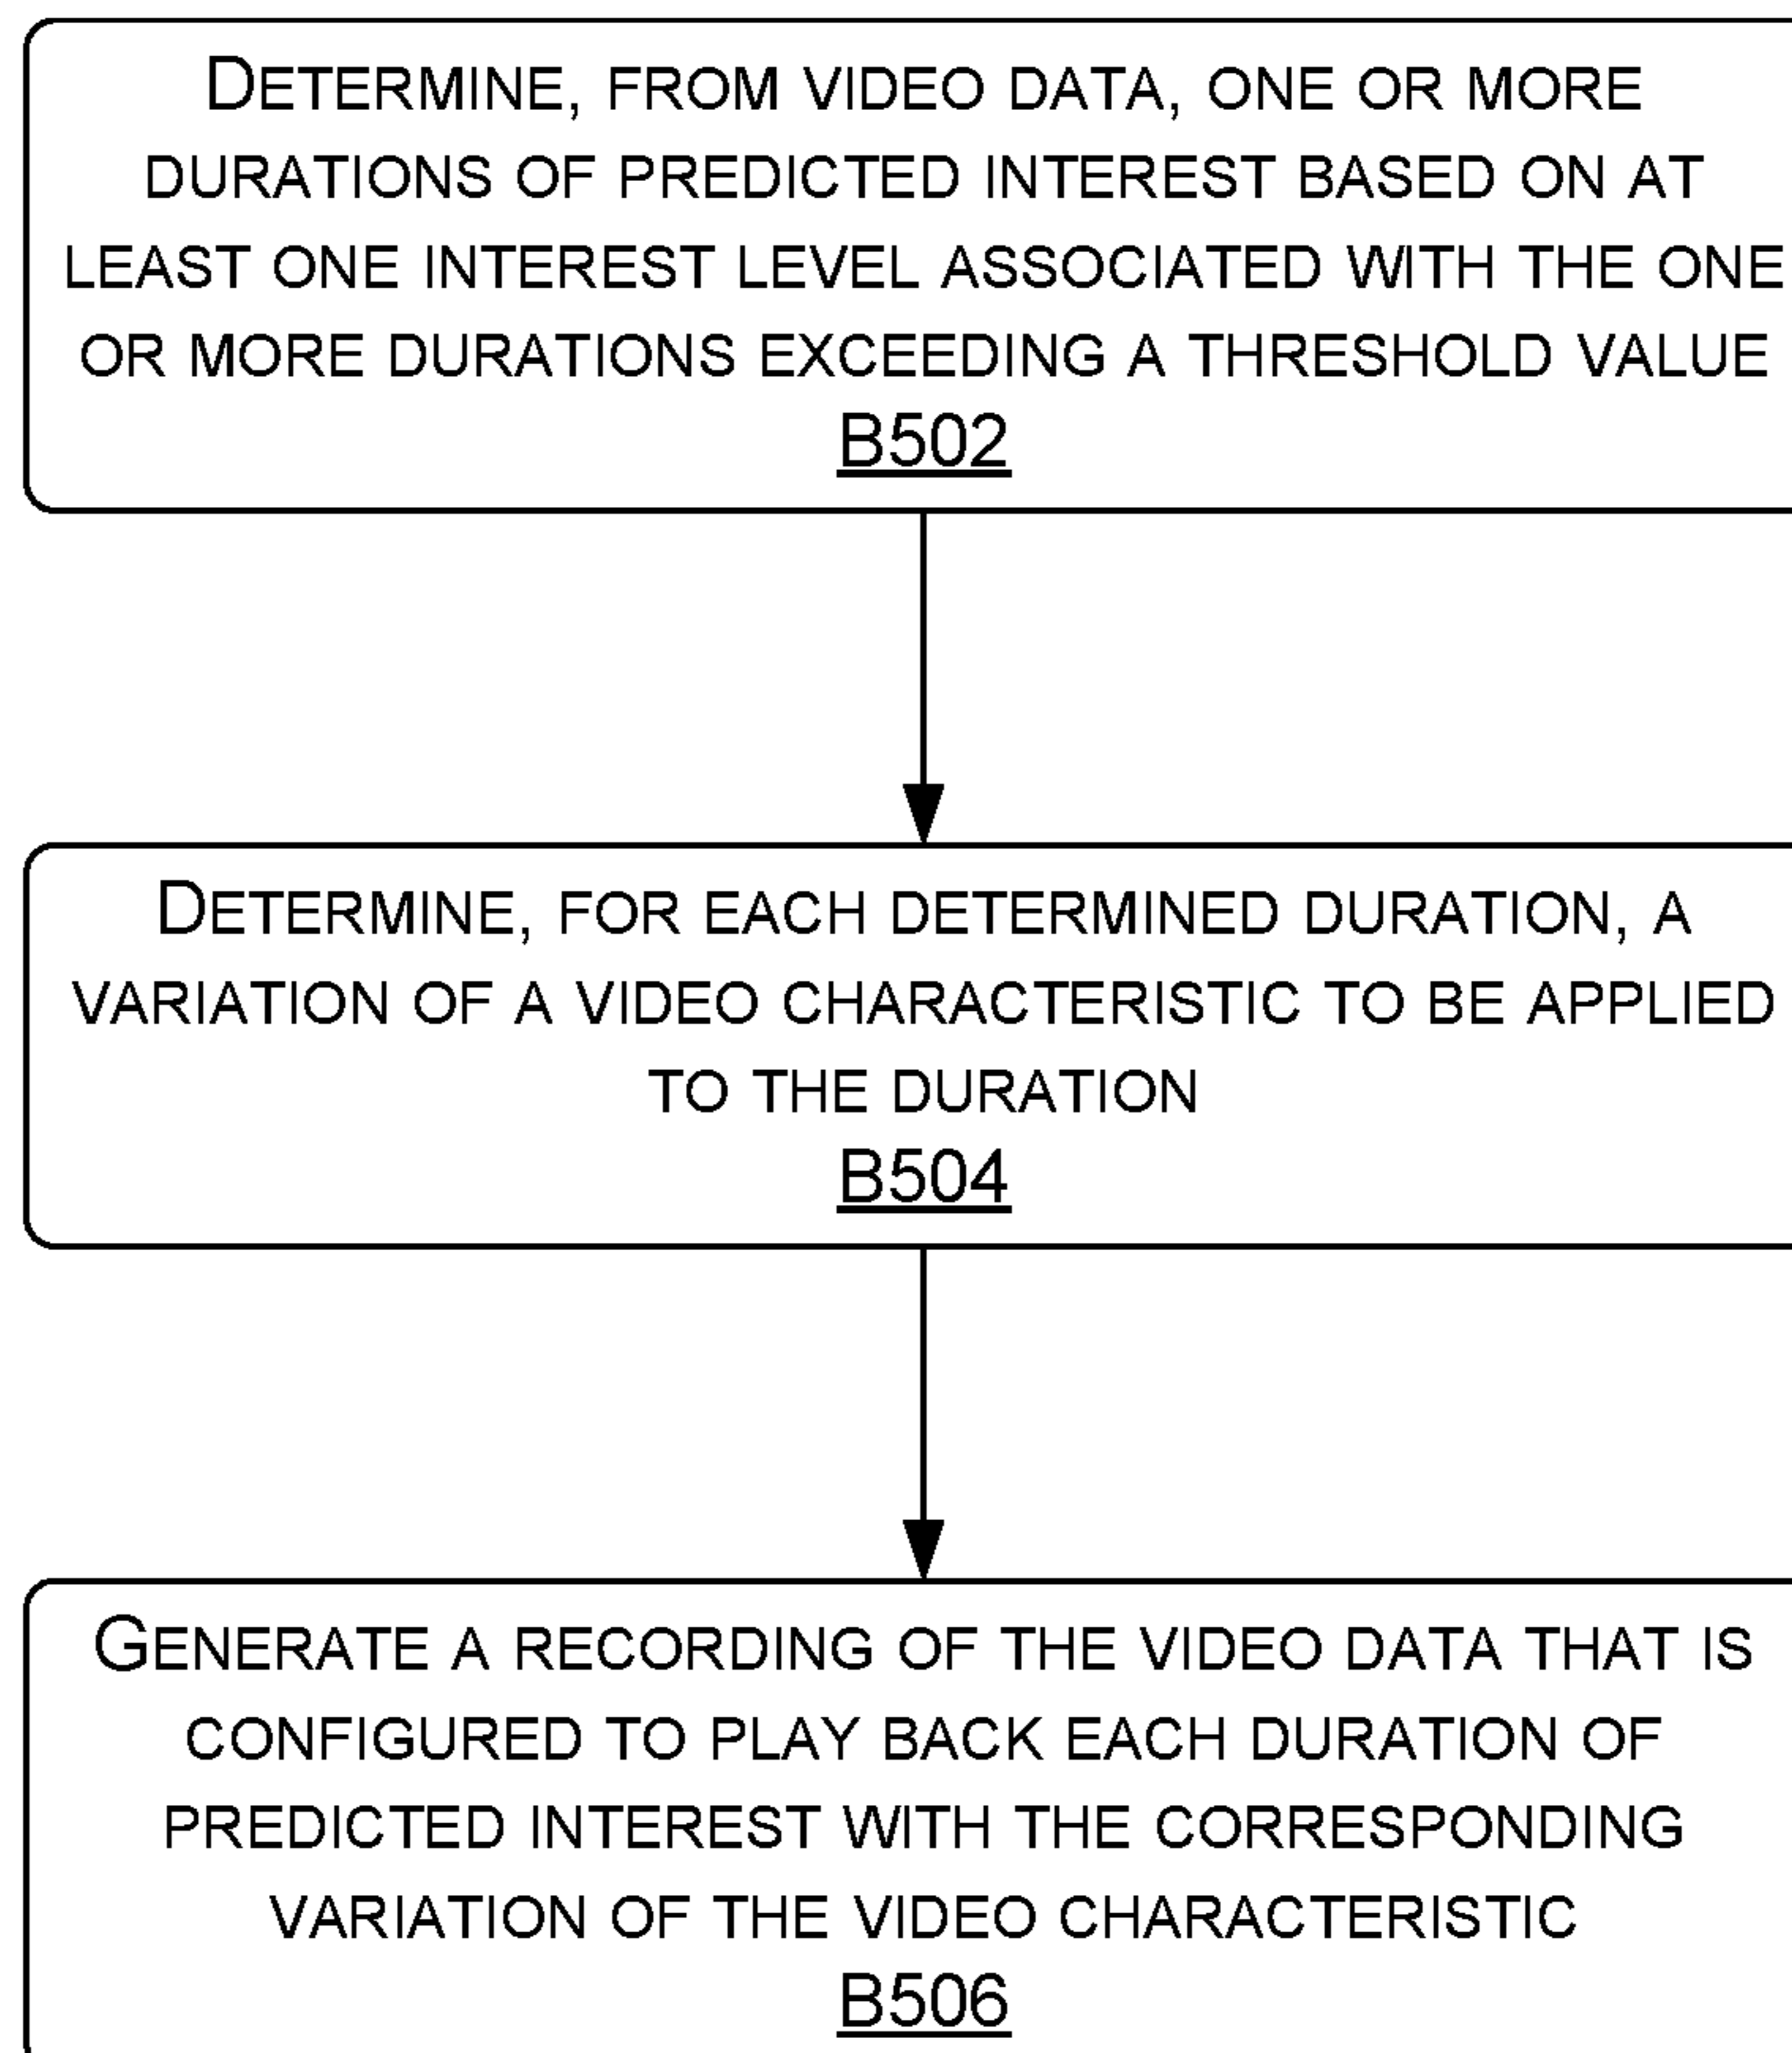 DETERMINE, FROM VIDEO DATA, ONE OR MORE
DURATIONS OF PREDICTED INTEREST BASED ON AT
LEAST ONE INTEREST LEVEL ASSOCIATED WITH THE ONE
OR MORE DURATIONS EXCEEDING A THRESHOLD VALUE
B502
DETERMINE, FOR EACH DETERMINED DURATION, A
VARIATION OF A VIDEO CHARACTERISTIC TO BE APPLIED
TO THE DURATION
B504
GENERATE A RECORDING OF THE VIDEO DATA THAT IS
CONFIGURED TO PLAY BACK EACH DURATION OF
PREDICTED INTEREST WITH THE CORRESPONDING
VARIATION OF THE VIDEO CHARACTERISTIC
B506